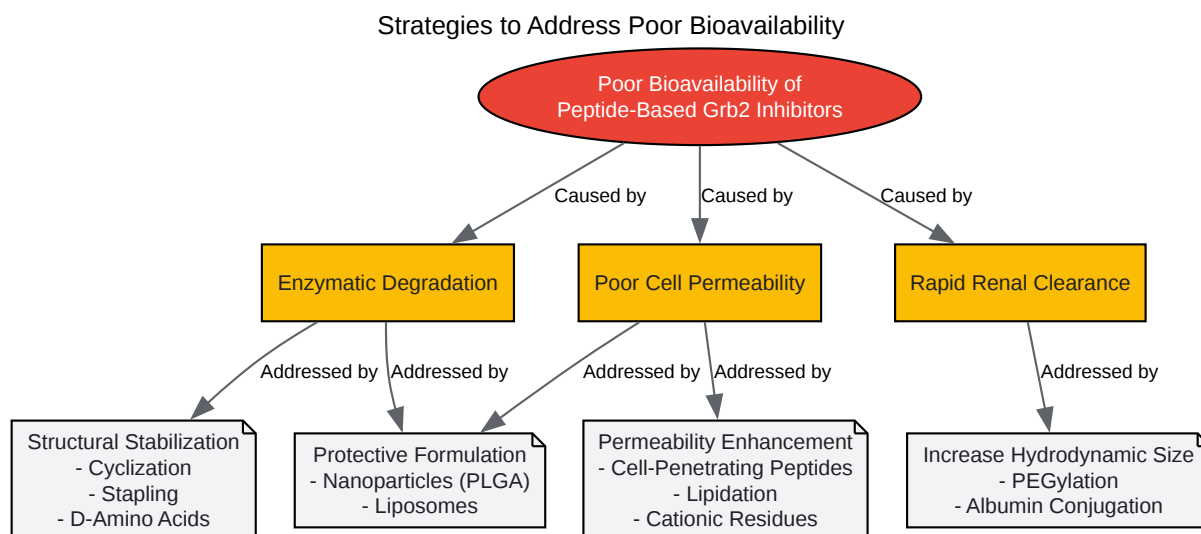 Strategies to Address Poor Bioavailability
Poor Bioavailability of
Peptide-Based Grb2 Inhibitors
Caused by
Caused by
Caused by
Enzymatic Degradation
Poor Cell Permeability
Rapid Renal Clearance
Addressed by
Addressed by
Addressed by
Addressed by
Addressed by
Structural Stabilization
- Cyclization
- Stapling
- D-Amino Acids
Protective Formulation
- Nanoparticles (PLGA)
- Liposomes
Permeability Enhancement
- Cell-Penetrating Peptides
- Lipidation
- Cationic Residues
Increase Hydrodynamic Size
- PEGylation
- Albumin Conjugation